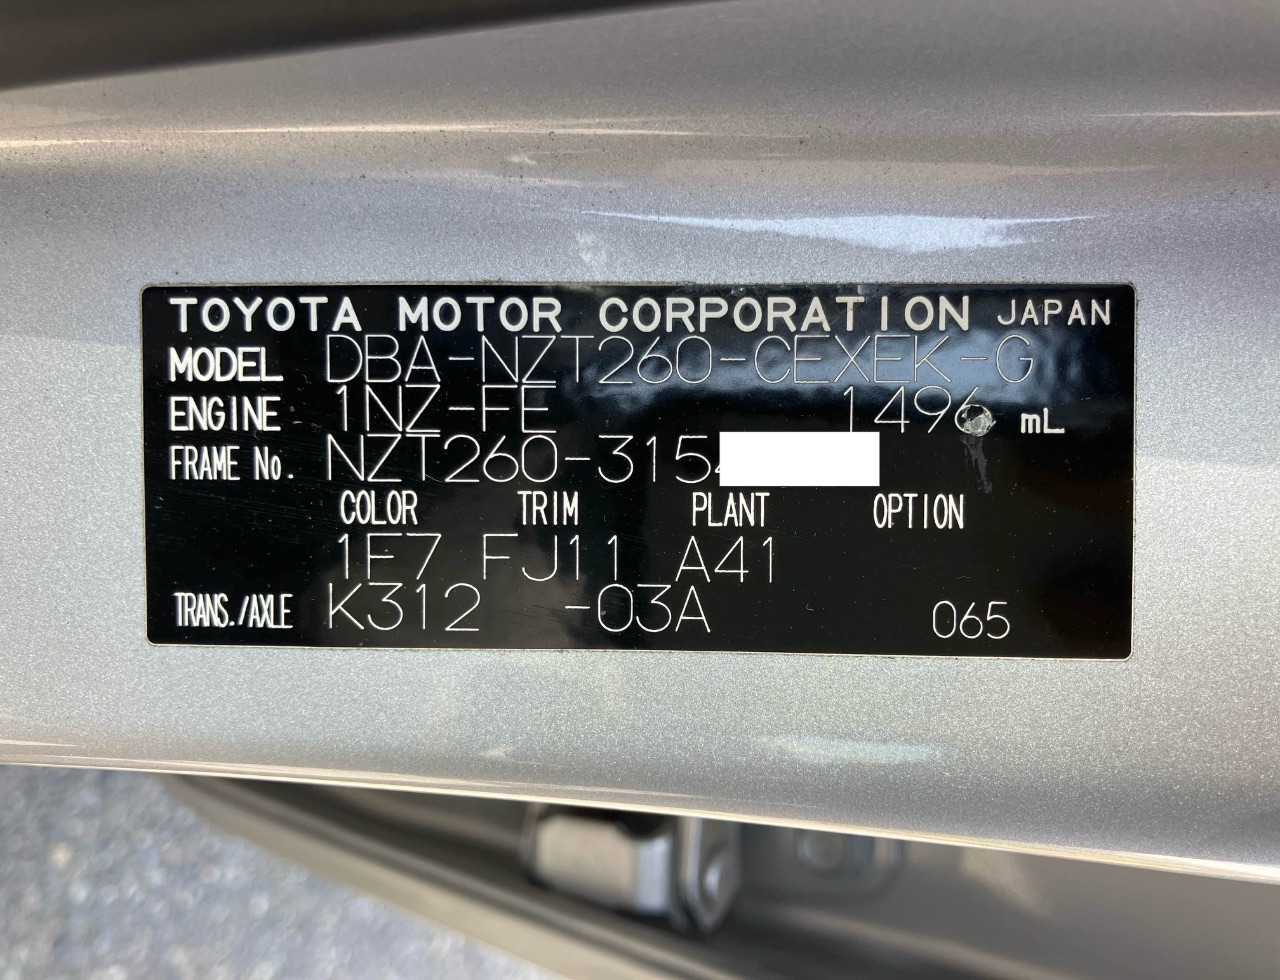 TOYOTA MOTOR CORPORATION JAPAN
MODEL DBA-NZT260-CEXEK-G
ENGINE 1NZ-FE 1496 mL
FRAME No. NZT260-315
COLOR TRIM PLANT OPTION
1F7 FJ11 A41
TRANS./AXLE K312 -03A 065